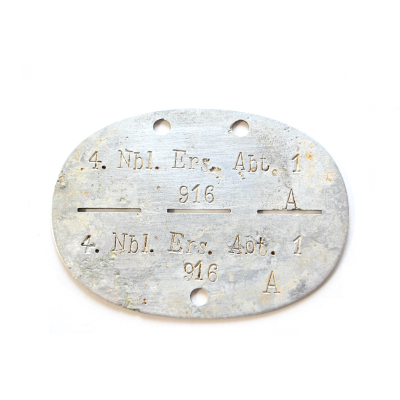 4. Nbl. Ers. Abt. 1
916 A
4. Nbl. Ers. Abt. 1
916 A